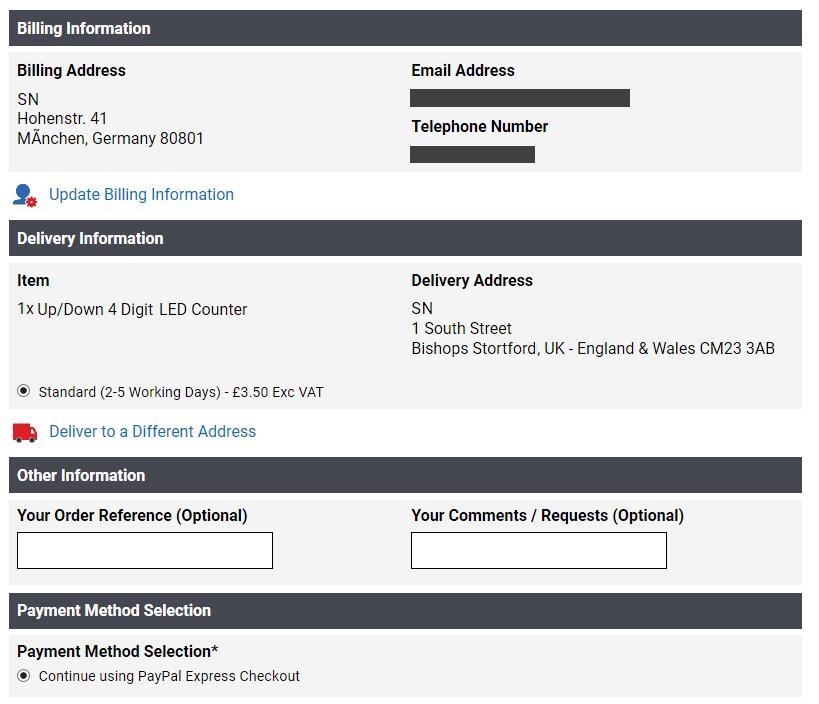 Billing Information
Billing Address
SN
Hohenstr. 41
MÃnchen, Germany 80801
Email Address
Telephone Number
Update Billing Information
Delivery Information
Item
1x Up/Down 4 Digit LED Counter
Delivery Address
SN
1 South Street
Bishops Stortford, UK - England & Wales CM23 3AB
Standard (2-5 Working Days) - £3.50 Exc VAT
Deliver to a Different Address
Other Information
Your Order Reference (Optional)
Your Comments / Requests (Optional)
Payment Method Selection
Payment Method Selection*
Continue using PayPal Express Checkout